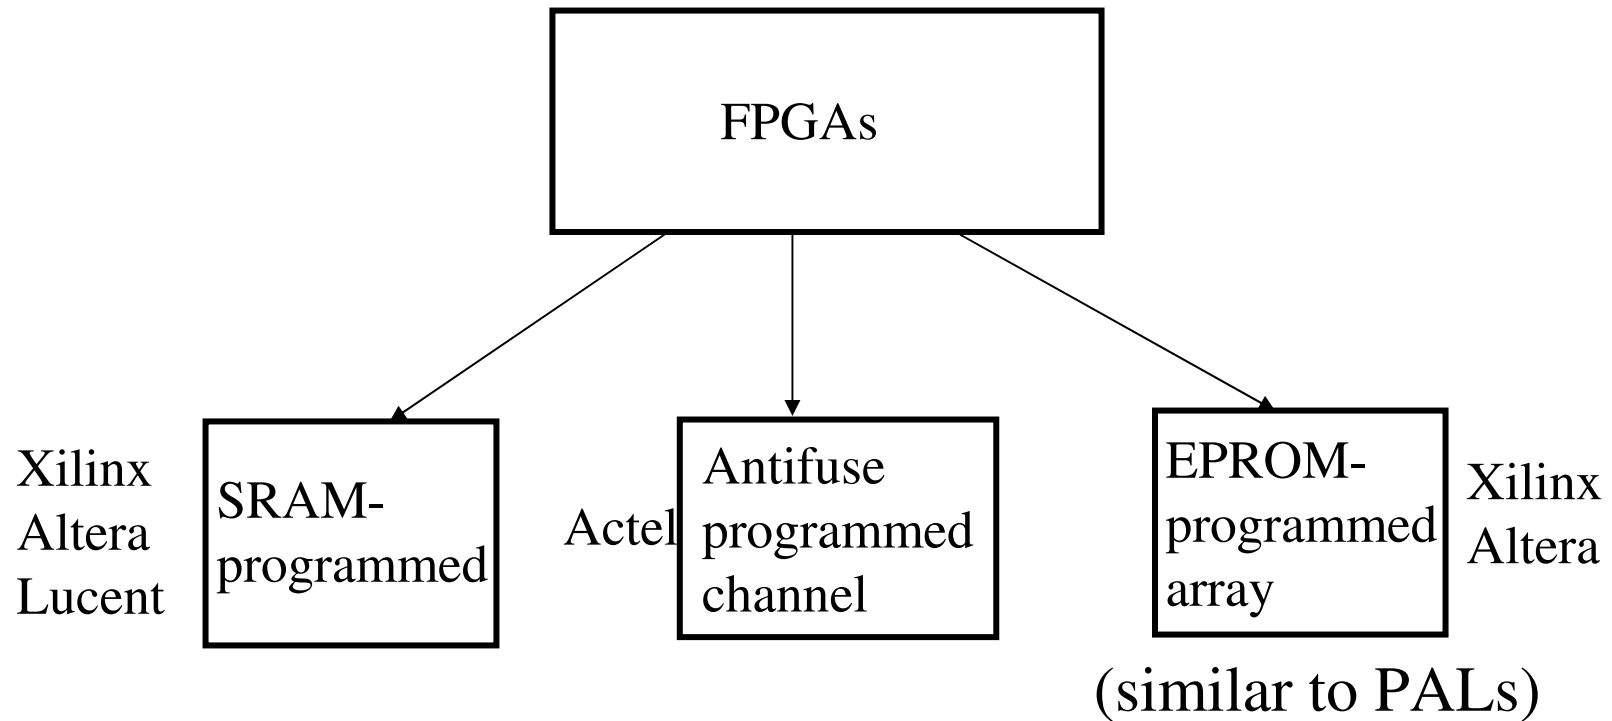 FPGAs
Xilinx
Altera
Lucent
SRAM-
programmed
Actel
Antifuse
programmed
channel
EPROM-
programmed
array
Xilinx
Altera
(similar to PALs)